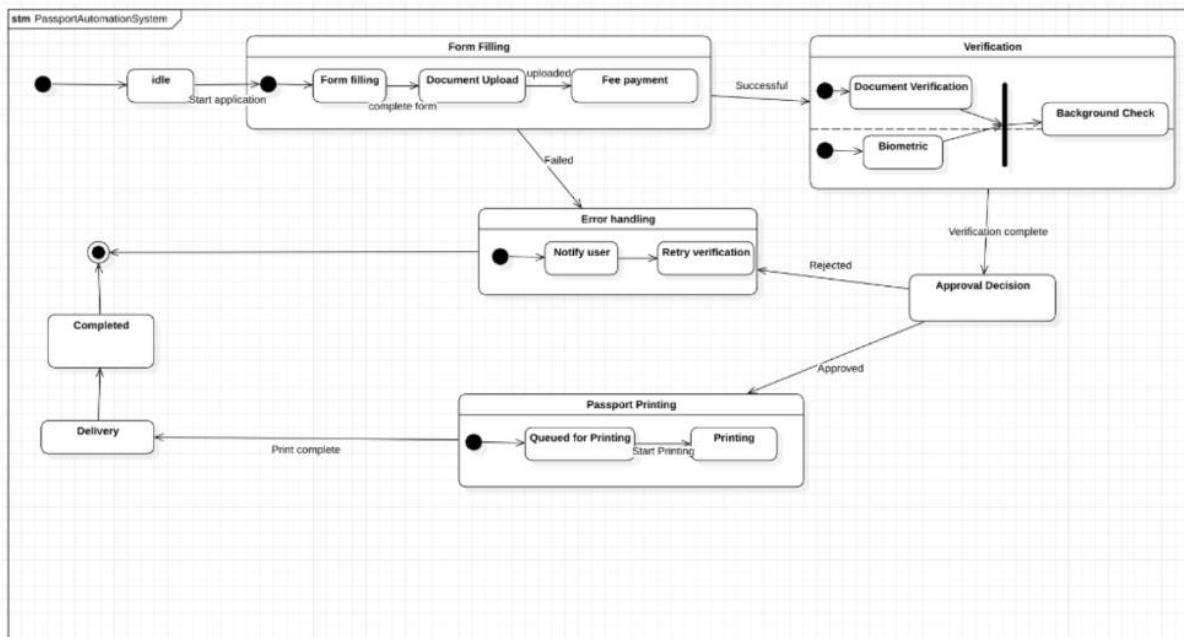 stm PassportAutomationSystem
Form Filling
Verification
idle
Start application
Form filling
complete form
Document Upload
uploaded
Fee payment
Successful
Document Verification
Background Check
Biometric
Failed
Verification complete
Error handling
Notify user
Retry verification
Rejected
Approval Decision
Completed
Approved
Passport Printing
Delivery
Print complete
Queued for Printing
Start Printing
Printing